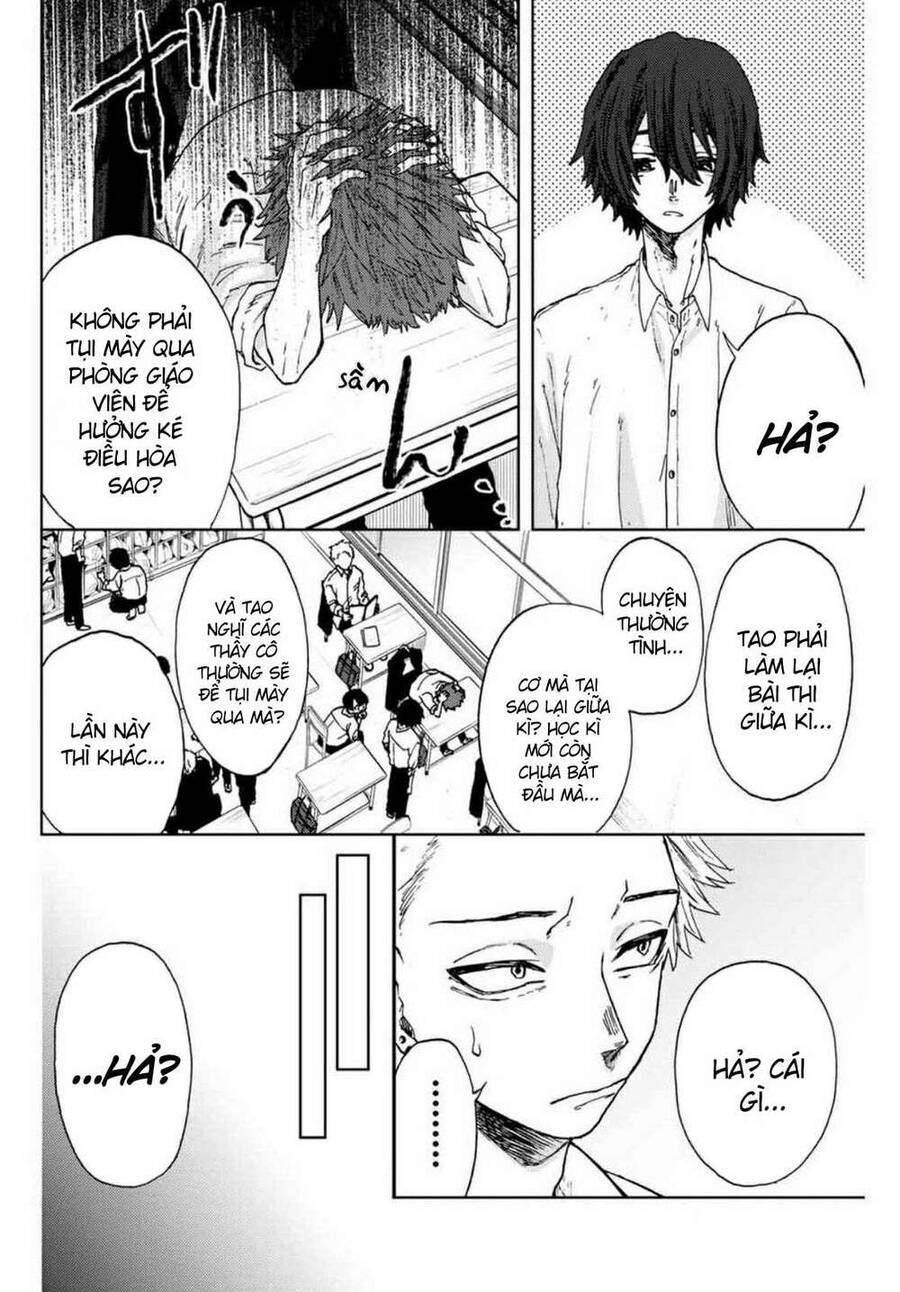 HẢ?
KHÔNG PHẢI
TỤI MÀY QUA
PHÒNG GIÁO
VIÊN ĐỂ
HƯỞNG KÉ
ĐIỀU HÒA
SAO?
sầm
TAO PHẢI
LÀM LẠI
BÀI THI
GIỮA KÌ...
CHUYỆN
THƯỜNG
TÌNH...
CƠ MÀ TẠI
SAO LẠI GIỮA
KÌ? HỌC KÌ
MỚI CÒN
CHƯA BẮT
ĐẦU MÀ...
VÀ TAO
NGHĨ CÁC
THẦY CÔ
THƯỜNG SẼ
ĐỂ TỤI MÀY
QUA MÀ?
LẦN NÀY
THÌ KHÁC...
HẢ? CÁI
GÌ...
........
...HẢ?